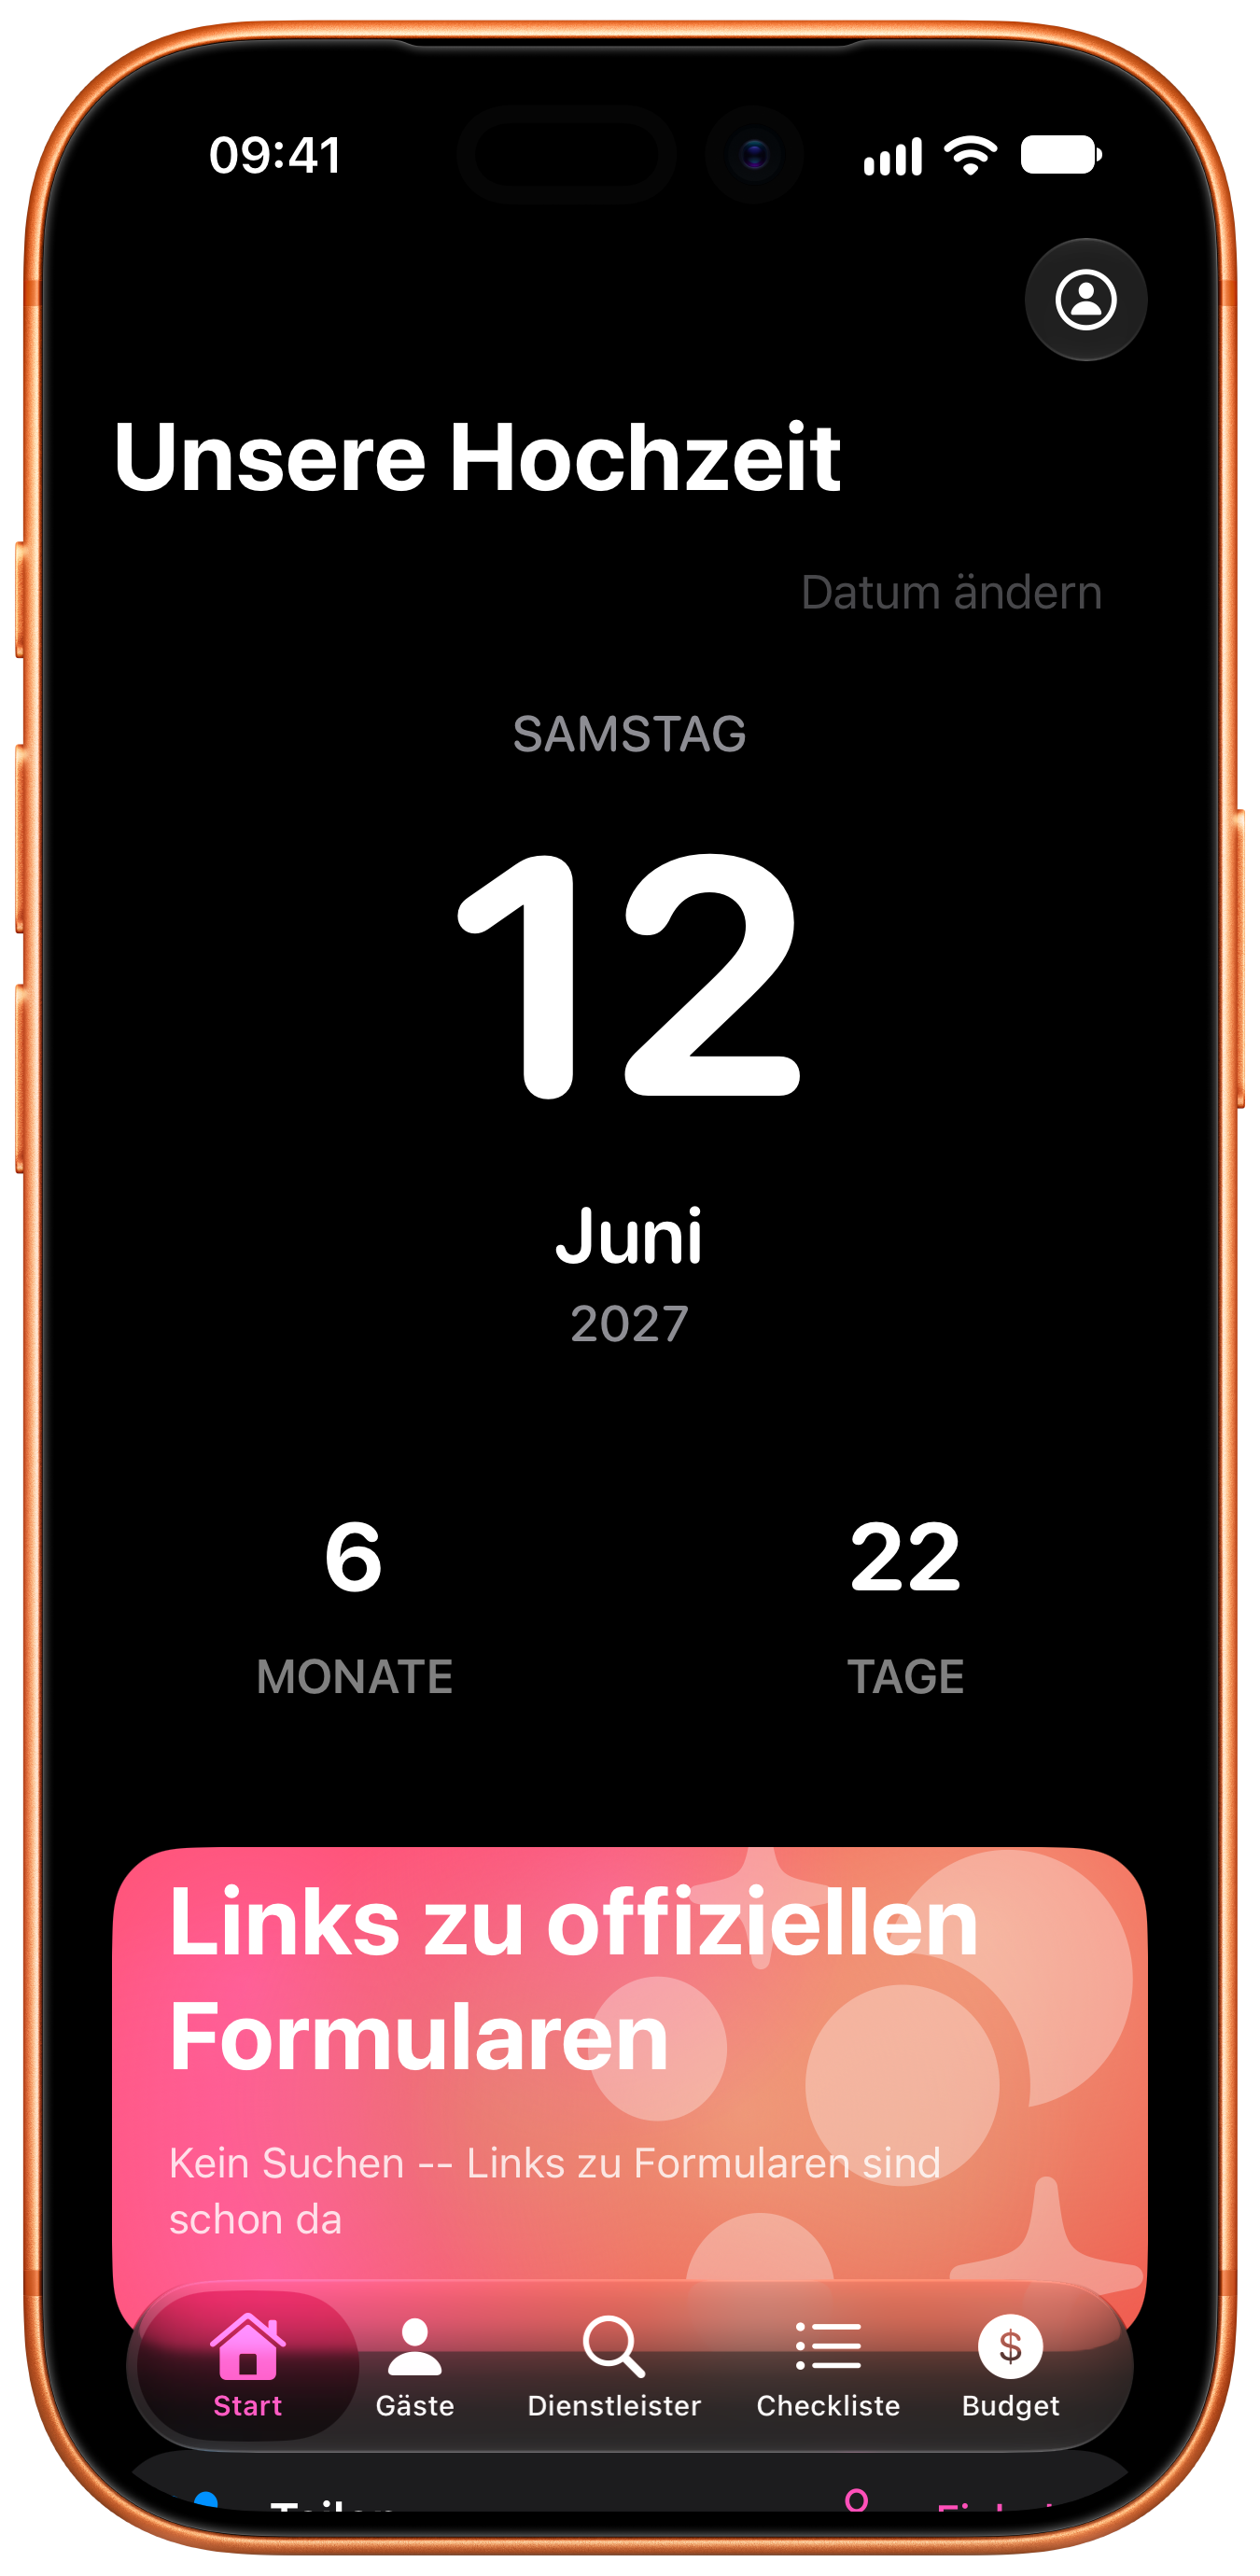 09:41
Unsere Hochzeit
Datum ändern
SAMSTAG
12
Juni
2027
6
22
MONATE
TAGE
Links zu offiziellen
Formularen
Kein Suchen -- Links zu Formularen sind
schon da
Start
Gäste
Dienstleister
Checkliste
$
Budget